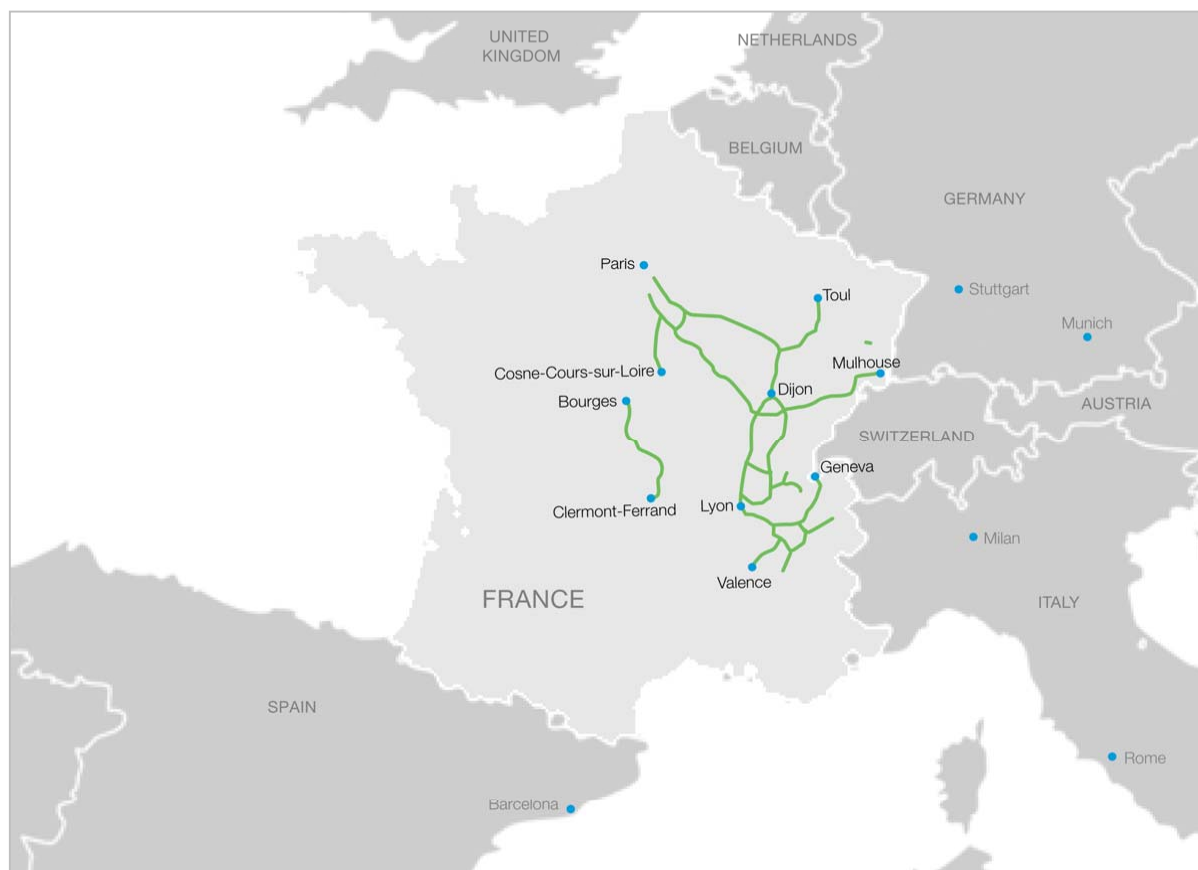 UNITED
KINGDOM
NETHERLANDS
BELGIUM
GERMANY
Paris
Toul
Stuttgart
Munich
Mulhouse
Cosne-Cours-sur-Loire
Dijon
Bourges
AUSTRIA
SWITZERLAND
Geneva
Lyon
Clermont-Ferrand
Milan
Valence
FRANCE
ITALY
SPAIN
Rome
Barcelona